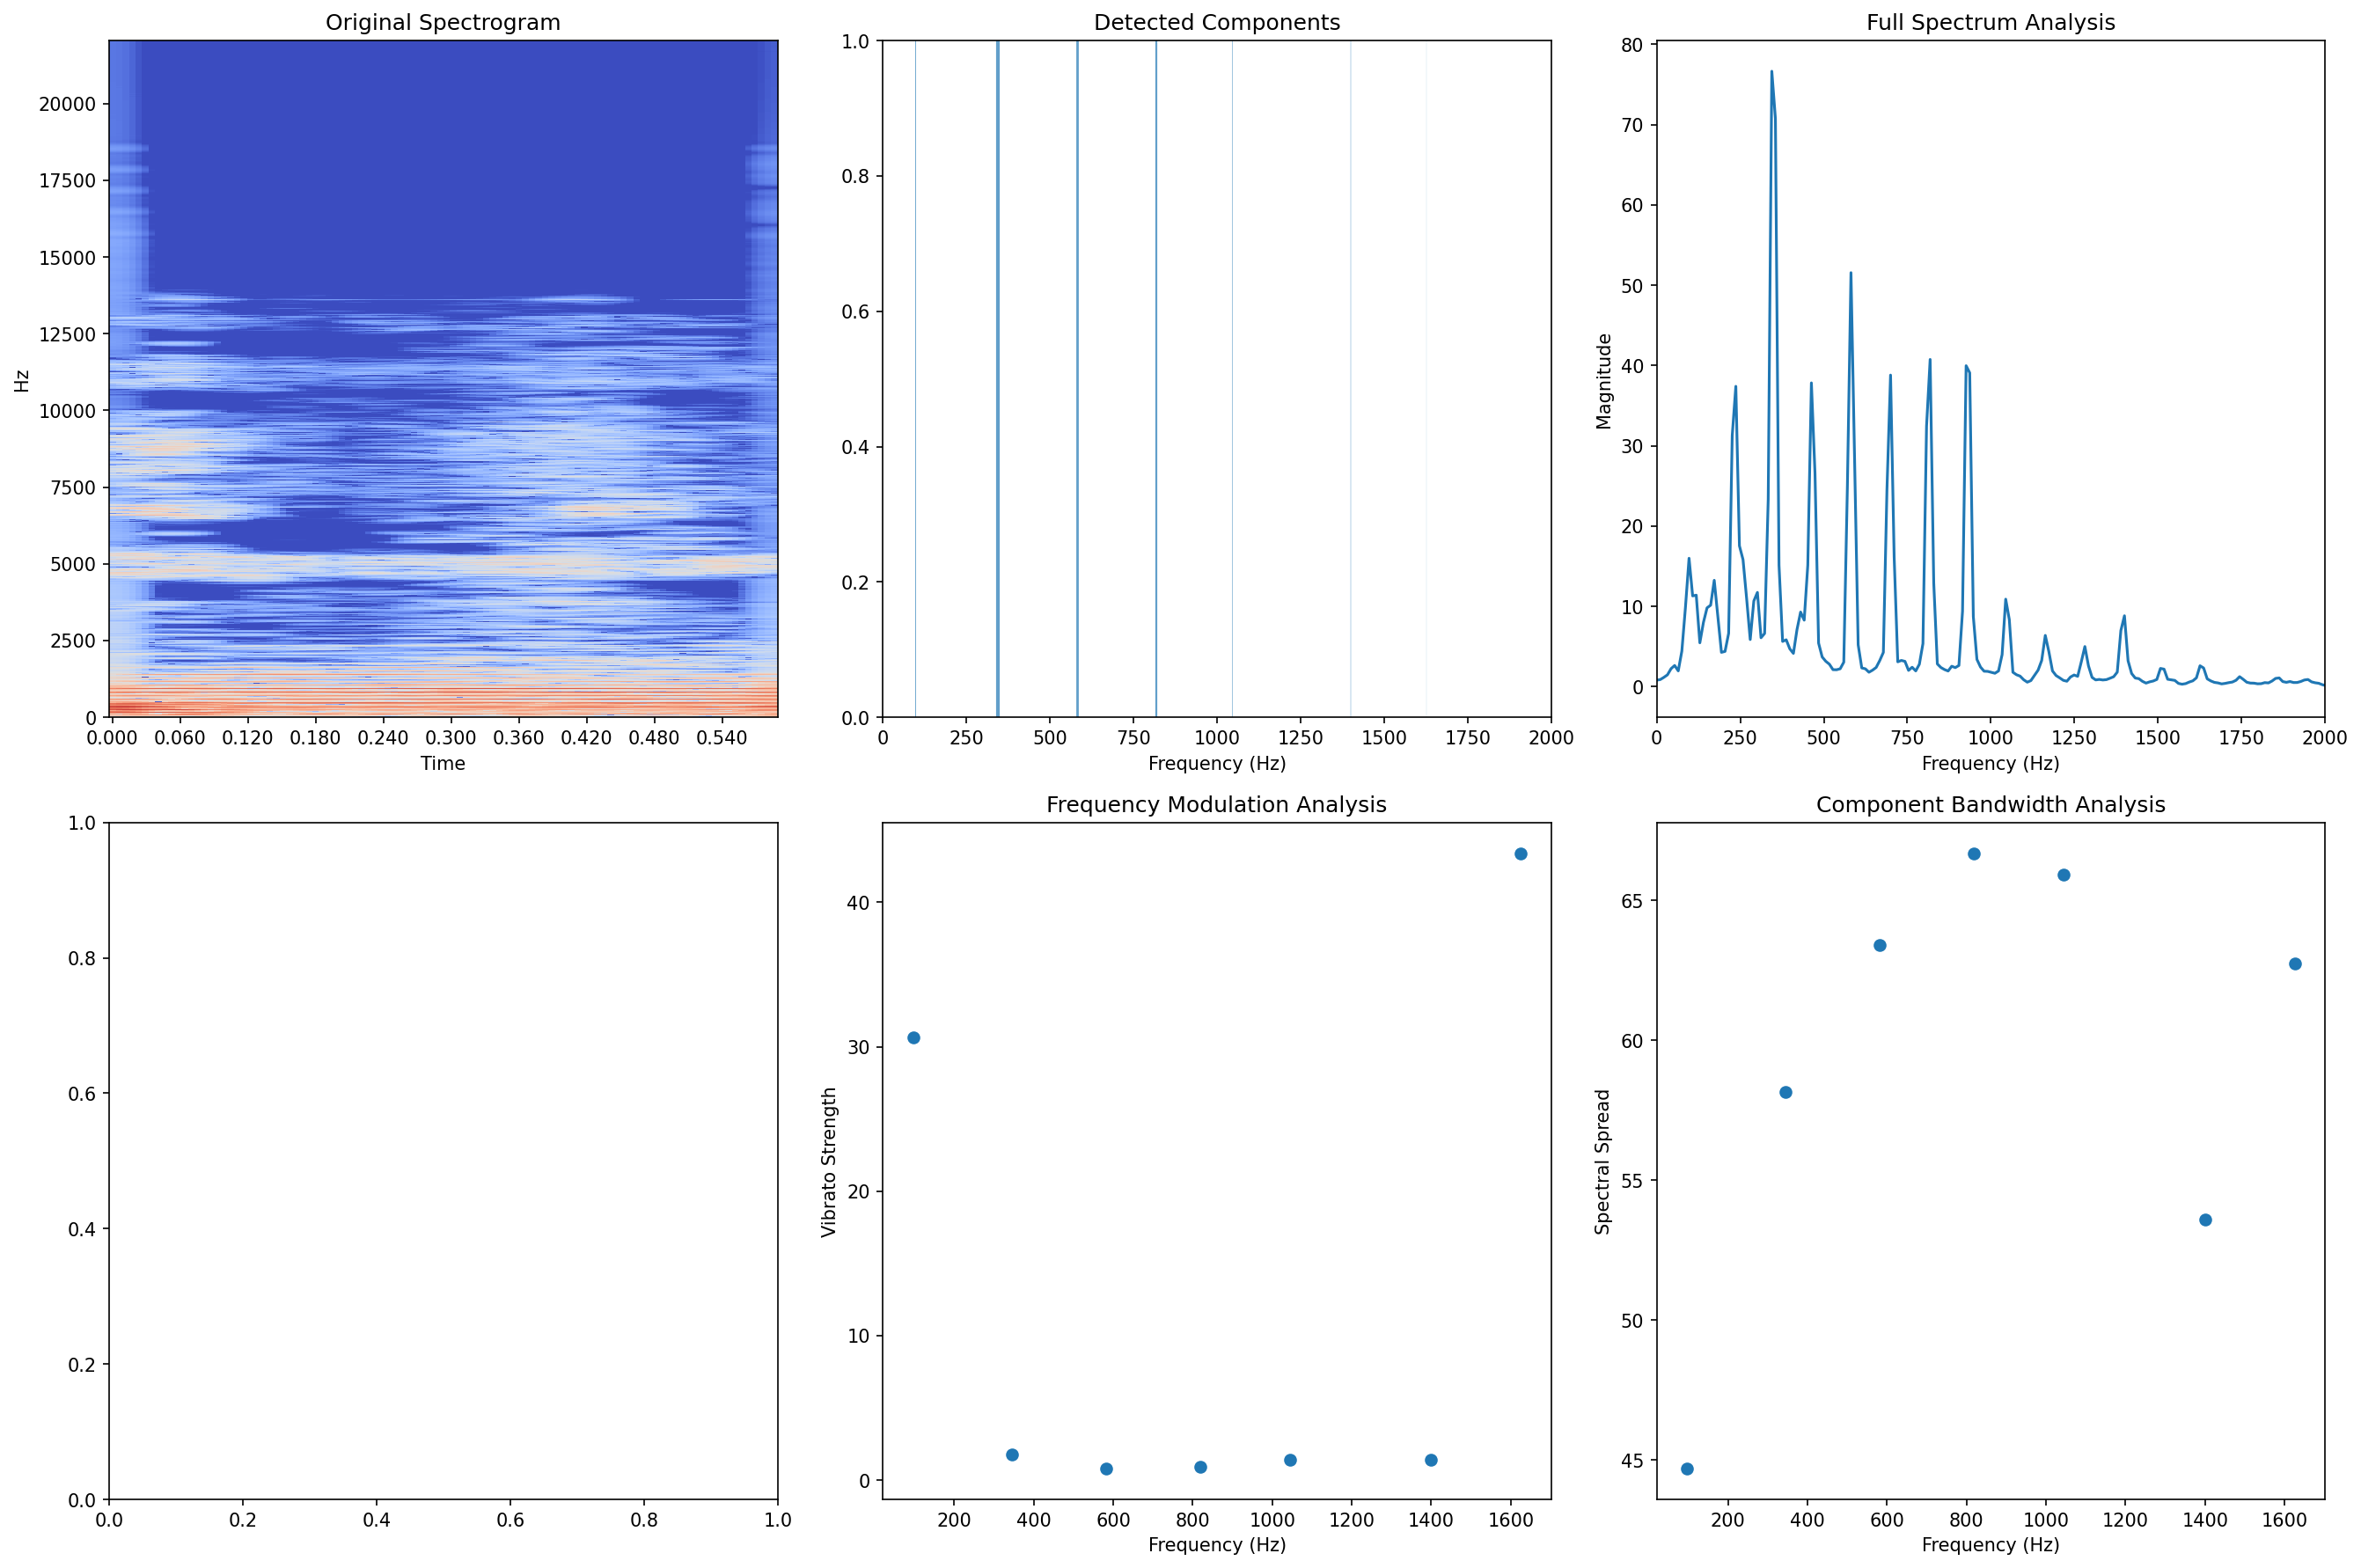 Original Spectrogram
Hz
20000
17500
15000
12500
10000
7500
5000
2500
0
0.000 0.060 0.120 0.180 0.240 0.300 0.360 0.420 0.480 0.540
Time
Detected Components
1.0
0.8
0.6
0.4
0.2
0.0
0 250 500 750 1000 1250 1500 1750 2000
Frequency (Hz)
Full Spectrum Analysis
Magnitude
80
70
60
50
40
30
20
10
0
0 250 500 750 1000 1250 1500 1750 2000
Frequency (Hz)
1.0
0.8
0.6
0.4
0.2
0.0
0.0 0.2 0.4 0.6 0.8 1.0
Frequency Modulation Analysis
Vibrato Strength
40
30
20
10
0
200 400 600 800 1000 1200 1400 1600
Frequency (Hz)
Component Bandwidth Analysis
Spectral Spread
65
60
55
50
45
200 400 600 800 1000 1200 1400 1600
Frequency (Hz)